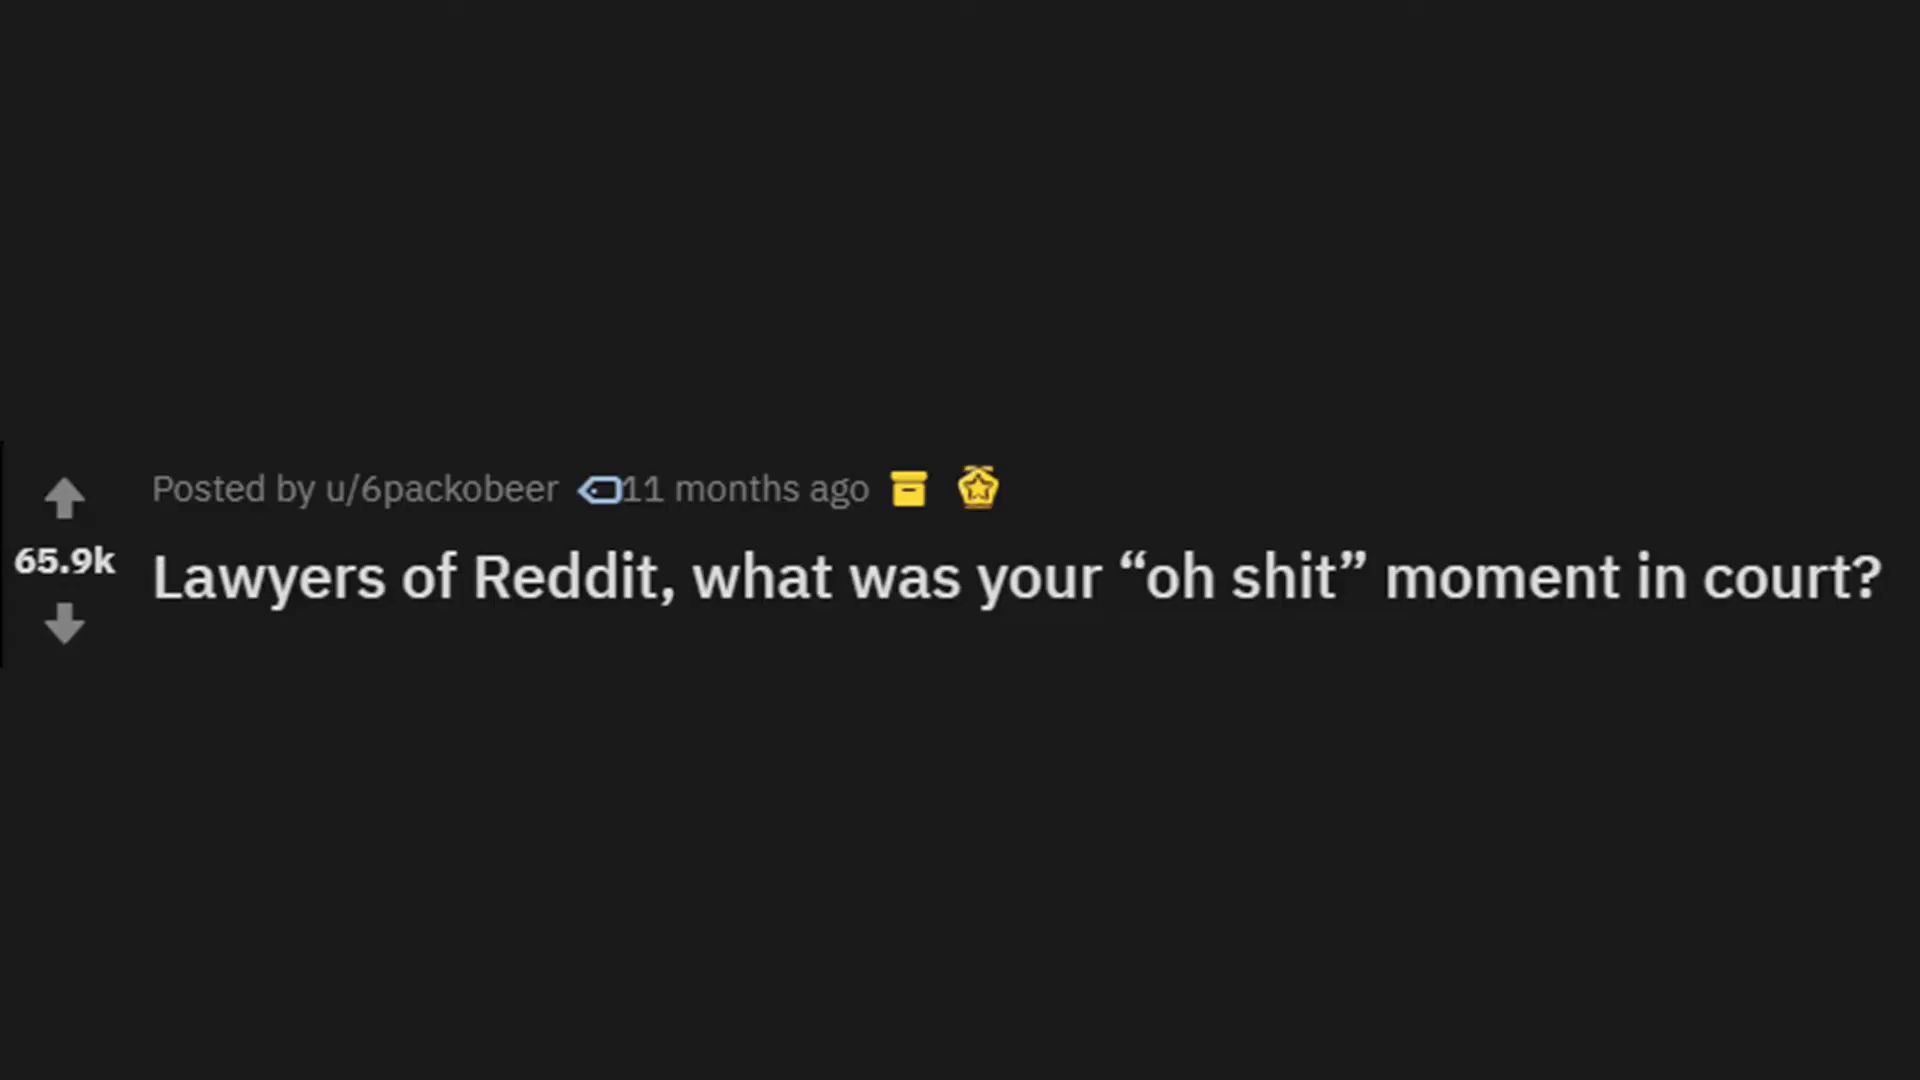 Posted by u/6packobeer 11 months ago
65.9k
Lawyers of Reddit, what was your “oh shit” moment in court?